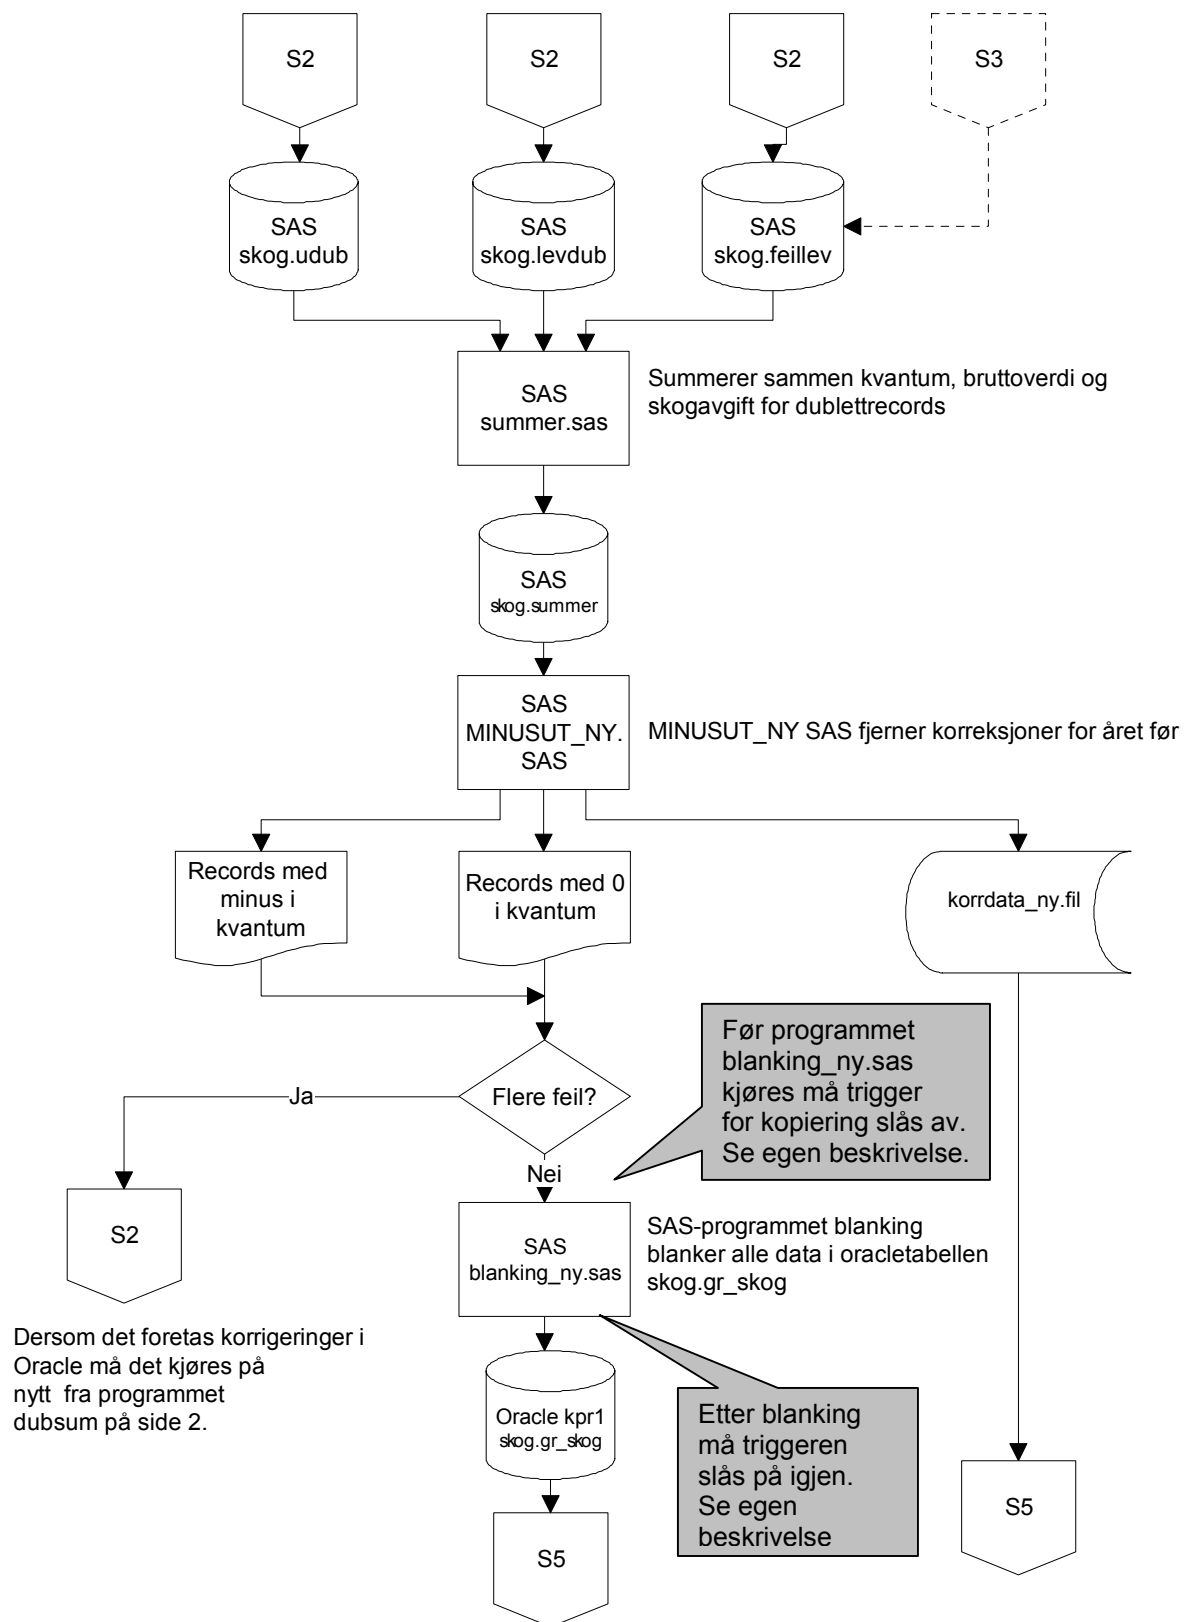 S2
S2
S2
S3
SAS
skog.udub
SAS
skog.levdub
SAS
skog.feillev
SAS
summer.sas
Summerer sammen kvantum, bruttoverdi og
skogavgift for dublettrecords
SAS
skog.summer
SAS
MINUSUT_NY.
SAS
MINUSUT_NY SAS fjerner korreksjoner for året før
Records med
minus i
kvantum
Records med 0
i kvantum
korrdata_ny.fil
Før programmet
blanking_ny.sas
kjøres må trigger
for kopiering slås av.
Se egen beskrivelse.
Ja
Flere feil?
Nei
S2
SAS
blanking_ny.sas
SAS-programmet blanking
blanker alle data i oracletabellen
skog.gr_skog
Dersom det foretas korrigeringer i
Oracle må det kjøres på
nytt  fra programmet
dubsum på side 2.
Oracle kpr1
skog.gr_skog
Etter blanking
må triggeren
slås på igjen.
Se egen
beskrivelse
S5
S5